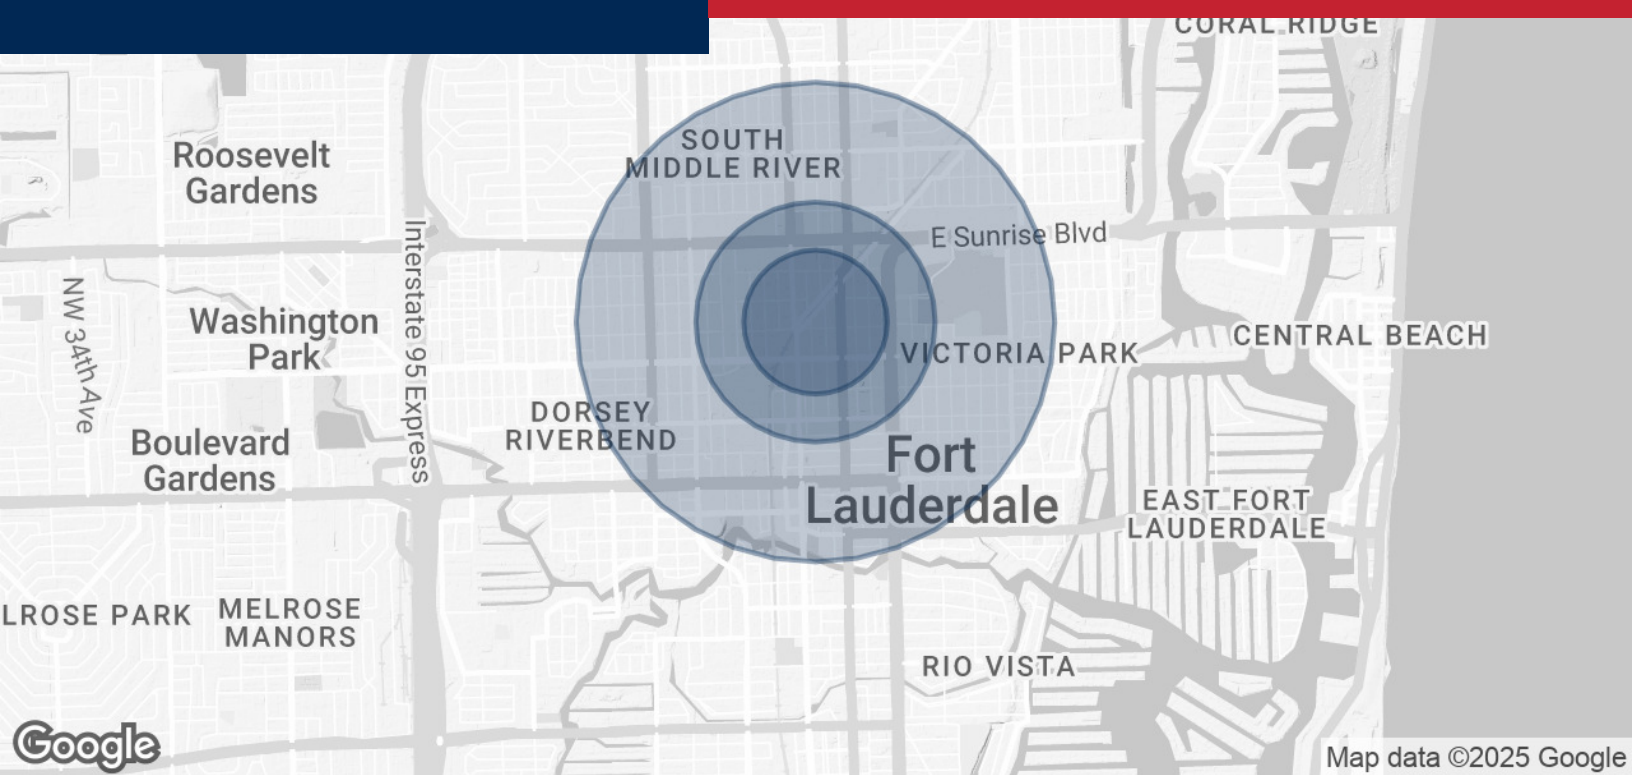 CORAL RIDGE
SOUTH
MIDDLE RIVER
Roosevelt
Gardens
E Sunrise Blvd
Interstate 95 Express
NW 34th Ave
Washington
Park
VICTORIA PARK
CENTRAL BEACH
DORSEY
RIVERBEND
Boulevard
Gardens
Fort
Lauderdale
EAST FORT
LAUDERDALE
LROSE PARK
MELROSE
MANORS
RIO VISTA
Google
Map data ©2025 Google